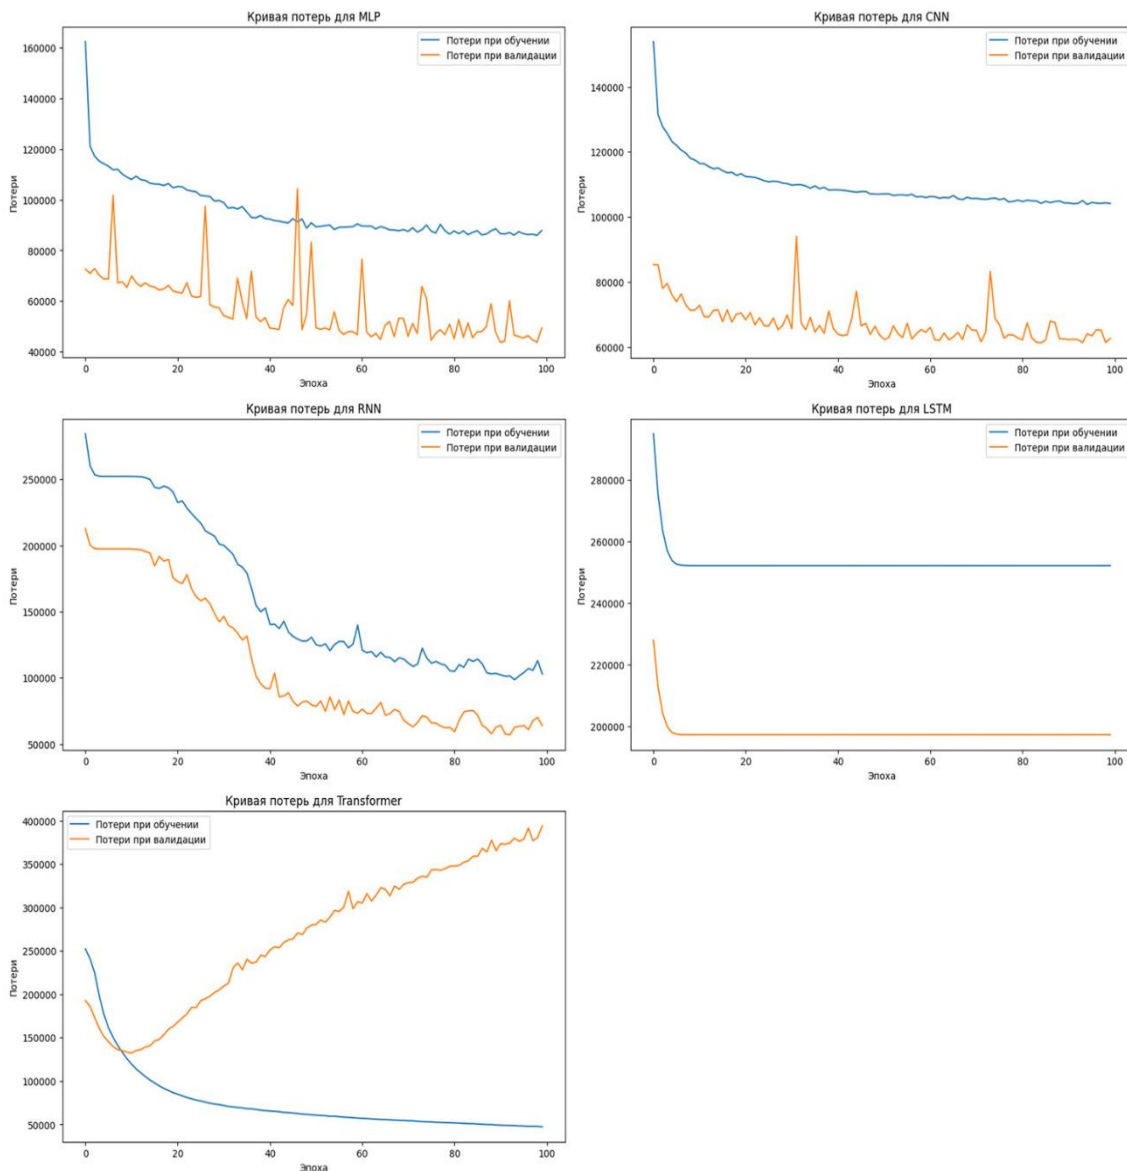 Кривая потерь для MLP
Потери при обучении
Потери при валидации
160000
140000
120000
100000
80000
60000
40000
Потери
0
20
40
60
80
100
Эпоха
Кривая потерь для CNN
Потери при обучении
Потери при валидации
140000
120000
100000
80000
60000
Потери
0
20
40
60
80
100
Эпоха
Кривая потерь для RNN
Потери при обучении
Потери при валидации
250000
200000
150000
100000
50000
Потери
0
20
40
60
80
100
Эпоха
Кривая потерь для LSTM
Потери при обучении
Потери при валидации
280000
260000
240000
220000
200000
Потери
0
20
40
60
80
100
Эпоха
Кривая потерь для Transformer
Потери при обучении
Потери при валидации
400000
350000
300000
250000
200000
150000
100000
50000
Потери
0
20
40
60
80
100
Эпоха